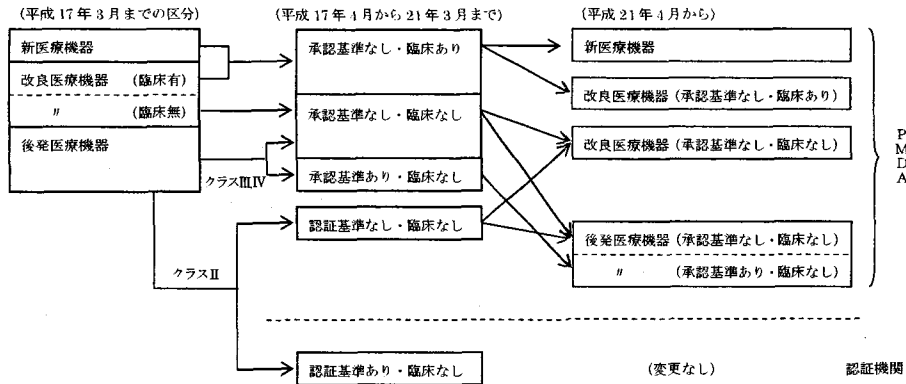 (平成17年3月までの区分)
(平成17年4月から21年3月まで)
(平成21年4月から)
新医療機器
改良医療機器 (臨床有)
〃 (臨床無)
後発医療機器
クラスⅢ,Ⅳ
クラスⅡ
承認基準なし・臨床あり
承認基準なし・臨床なし
承認基準あり・臨床なし
認証基準なし・臨床なし
認証基準あり・臨床なし
新医療機器
改良医療機器(承認基準なし・臨床あり)
改良医療機器(承認基準なし・臨床なし)
後発医療機器(承認基準なし・臨床なし)
〃 (承認基準あり・臨床なし)
(変更なし)
PMDA
認証機関